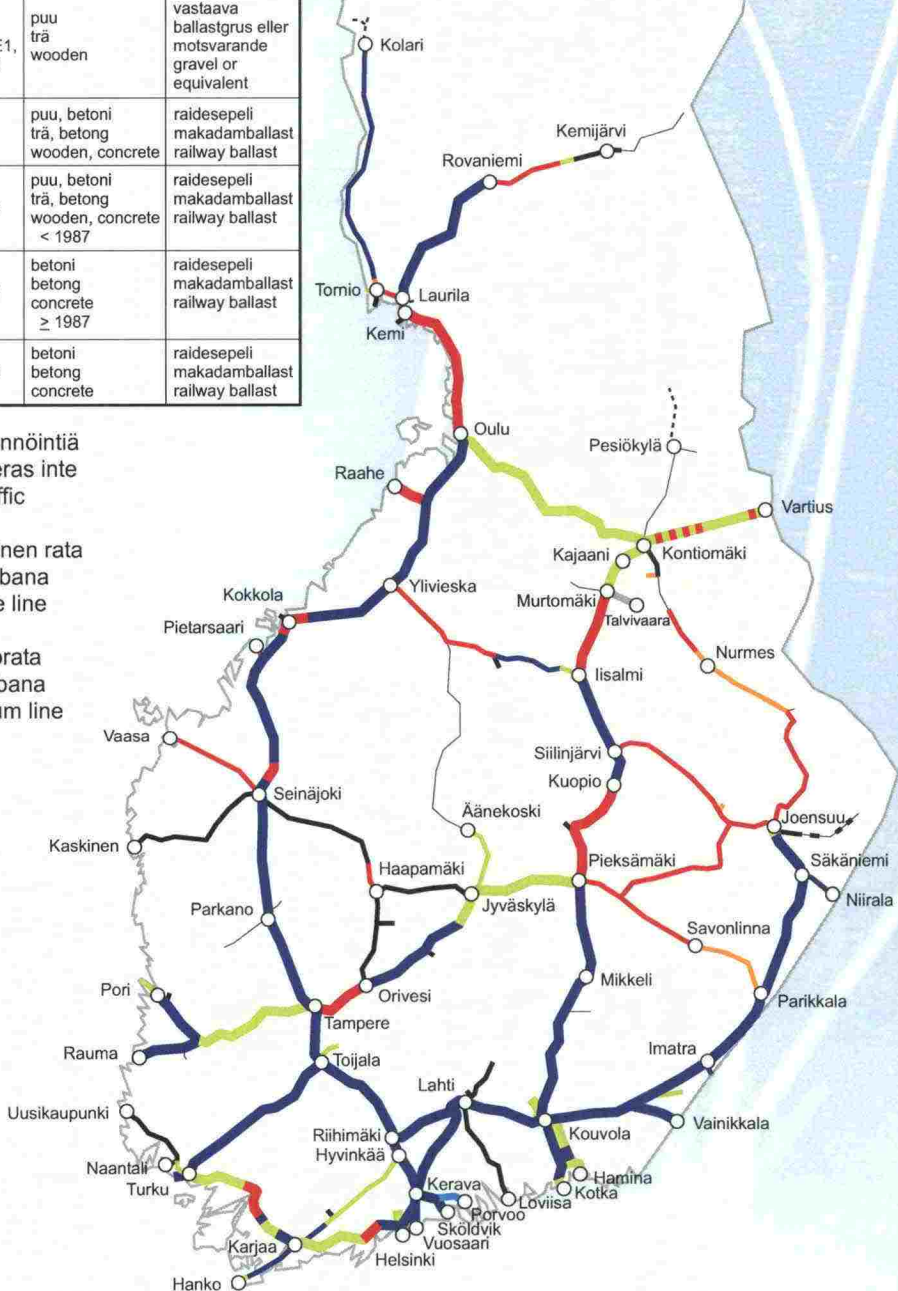 vastaava
puu
ballastgrus eller
E1,
trä
motsvarande
wooden
gravel or
equivalent
puu, betoni
raidesepeli
trä, betong
makadamballast
wooden, concrete
railway ballast
puu, betoni
raidesepeli
trä, betong
makadamballast
wooden, concrete
railway ballast
< 1987
betoni
raidesepeli
betong
makadamballast
concrete
railway ballast
≥ 1987
betoni
raidesepeli
betong
makadamballast
concrete
railway ballast
nnöintiä
eras inte
ffic
nen rata
bana
e line
orata
bana
um line
Kolari
Kemijärvi
Rovaniemi
Tornio
Laurila
Kemi
Oulu
Pesiökylä
Raahe
Vartius
Kajaani
Kontiomäki
Ylivieska
Murtomäki
Talvivaara
Kokkola
Pietarsaari
Nurmes
Iisalmi
Vaasa
Siilinjärvi
Kuopio
Seinäjoki
Äänekoski
Joensuu
Kaskinen
Haapamäki
Pieksämäki
Säkäniemi
Jyväskylä
Niirala
Parkano
Savonlinna
Mikkeli
Pori
Orivesi
Parikkala
Tampere
Rauma
Toijala
Imatra
Lahti
Uusikaupunki
Riihimäki
Kouvola
Vainikkala
Hyvinkää
Naantali
Turku
Kerava
Hamina
Kotka
Loviisa
Porvoo
Sköldvik
Vuosaari
Karjaa
Helsinki
Hanko